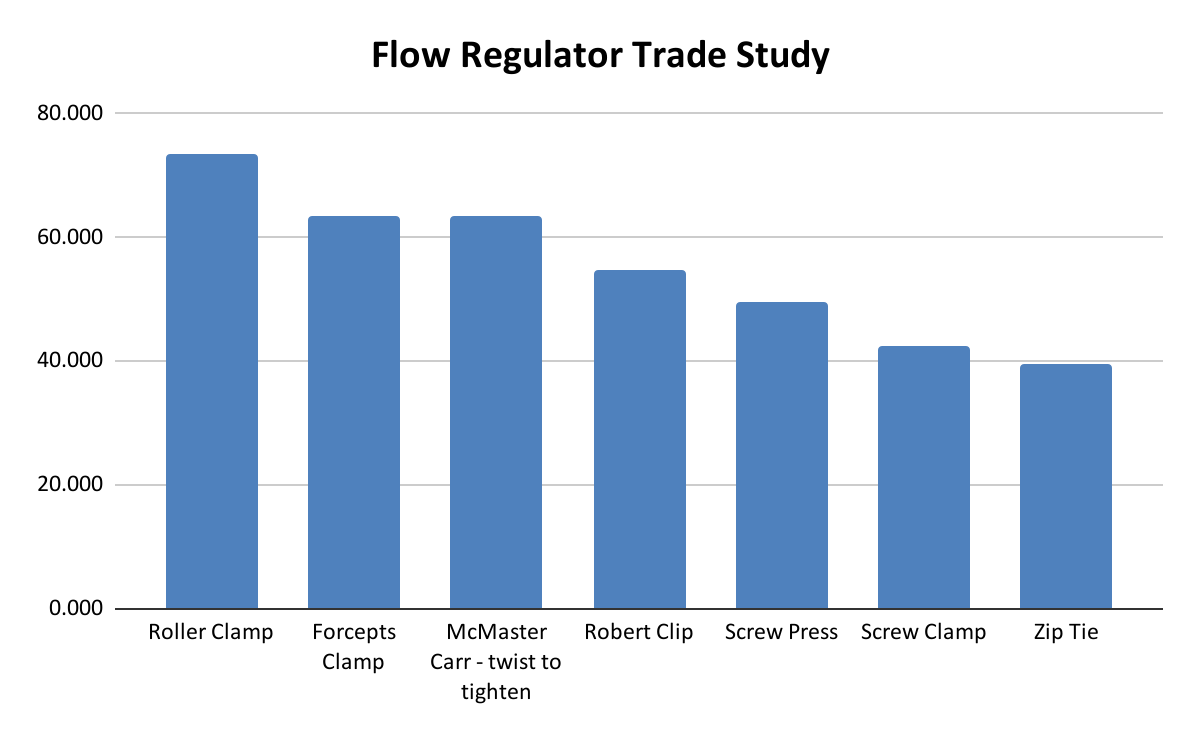 Flow Regulator Trade Study
80.000
60.000
40.000
20.000
0.000
Roller Clamp
Forcepts
Clamp
McMaster
Carr - twist to
tighten
Robert Clip
Screw Press
Screw Clamp
Zip Tie